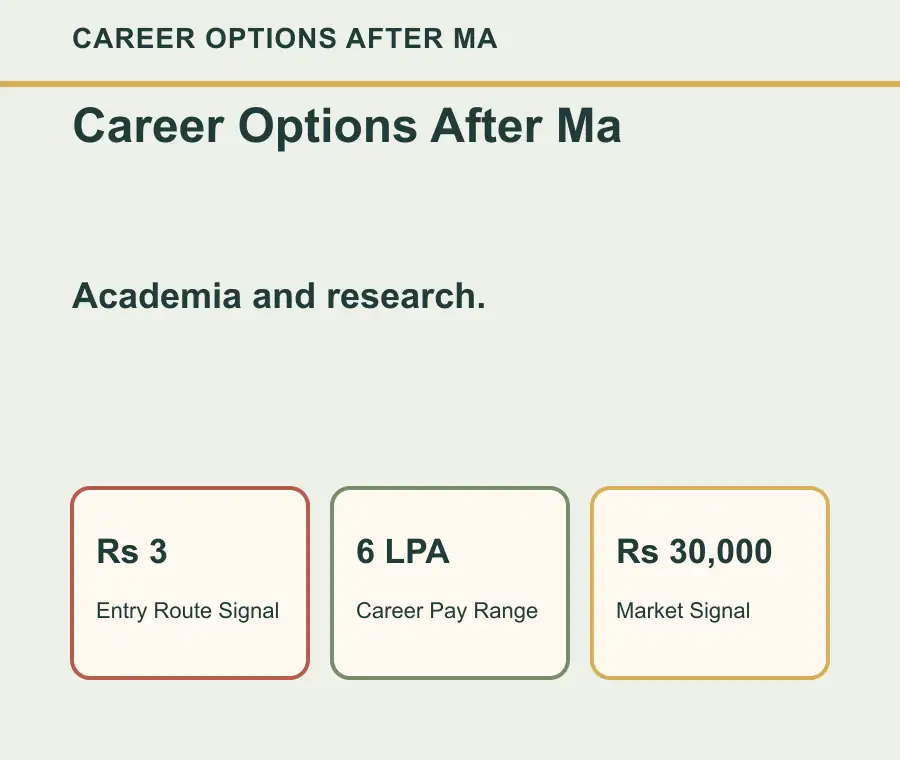 CAREER OPTIONS AFTER MA
Career Options After Ma
Academia and research.
Rs 3
Entry Route Signal
6 LPA
Career Pay Range
Rs 30,000
Market Signal